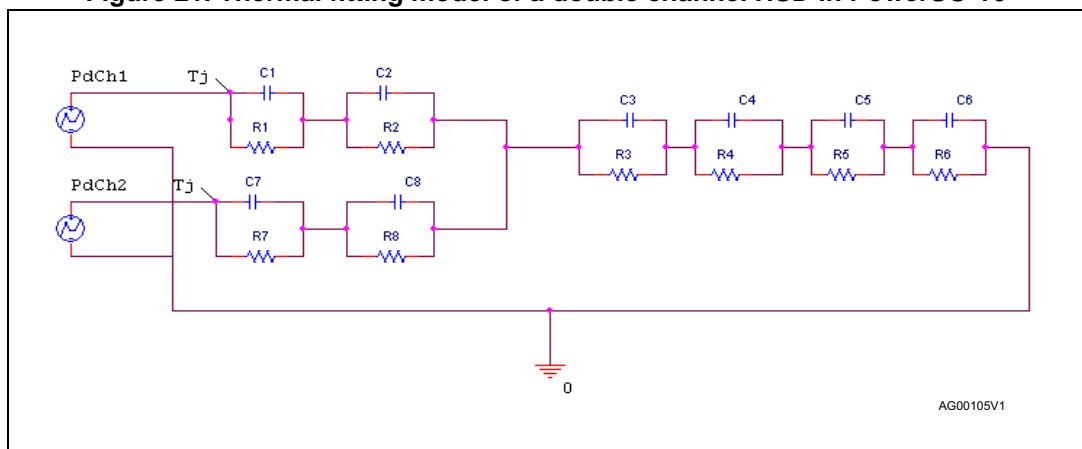 PdCh1
Tj
C1
C2
R1
R2
C3
C4
C5
C6
R3
R4
R5
R6
PdCh2
Tj
C7
C8
R7
R8
0
AG00105V1